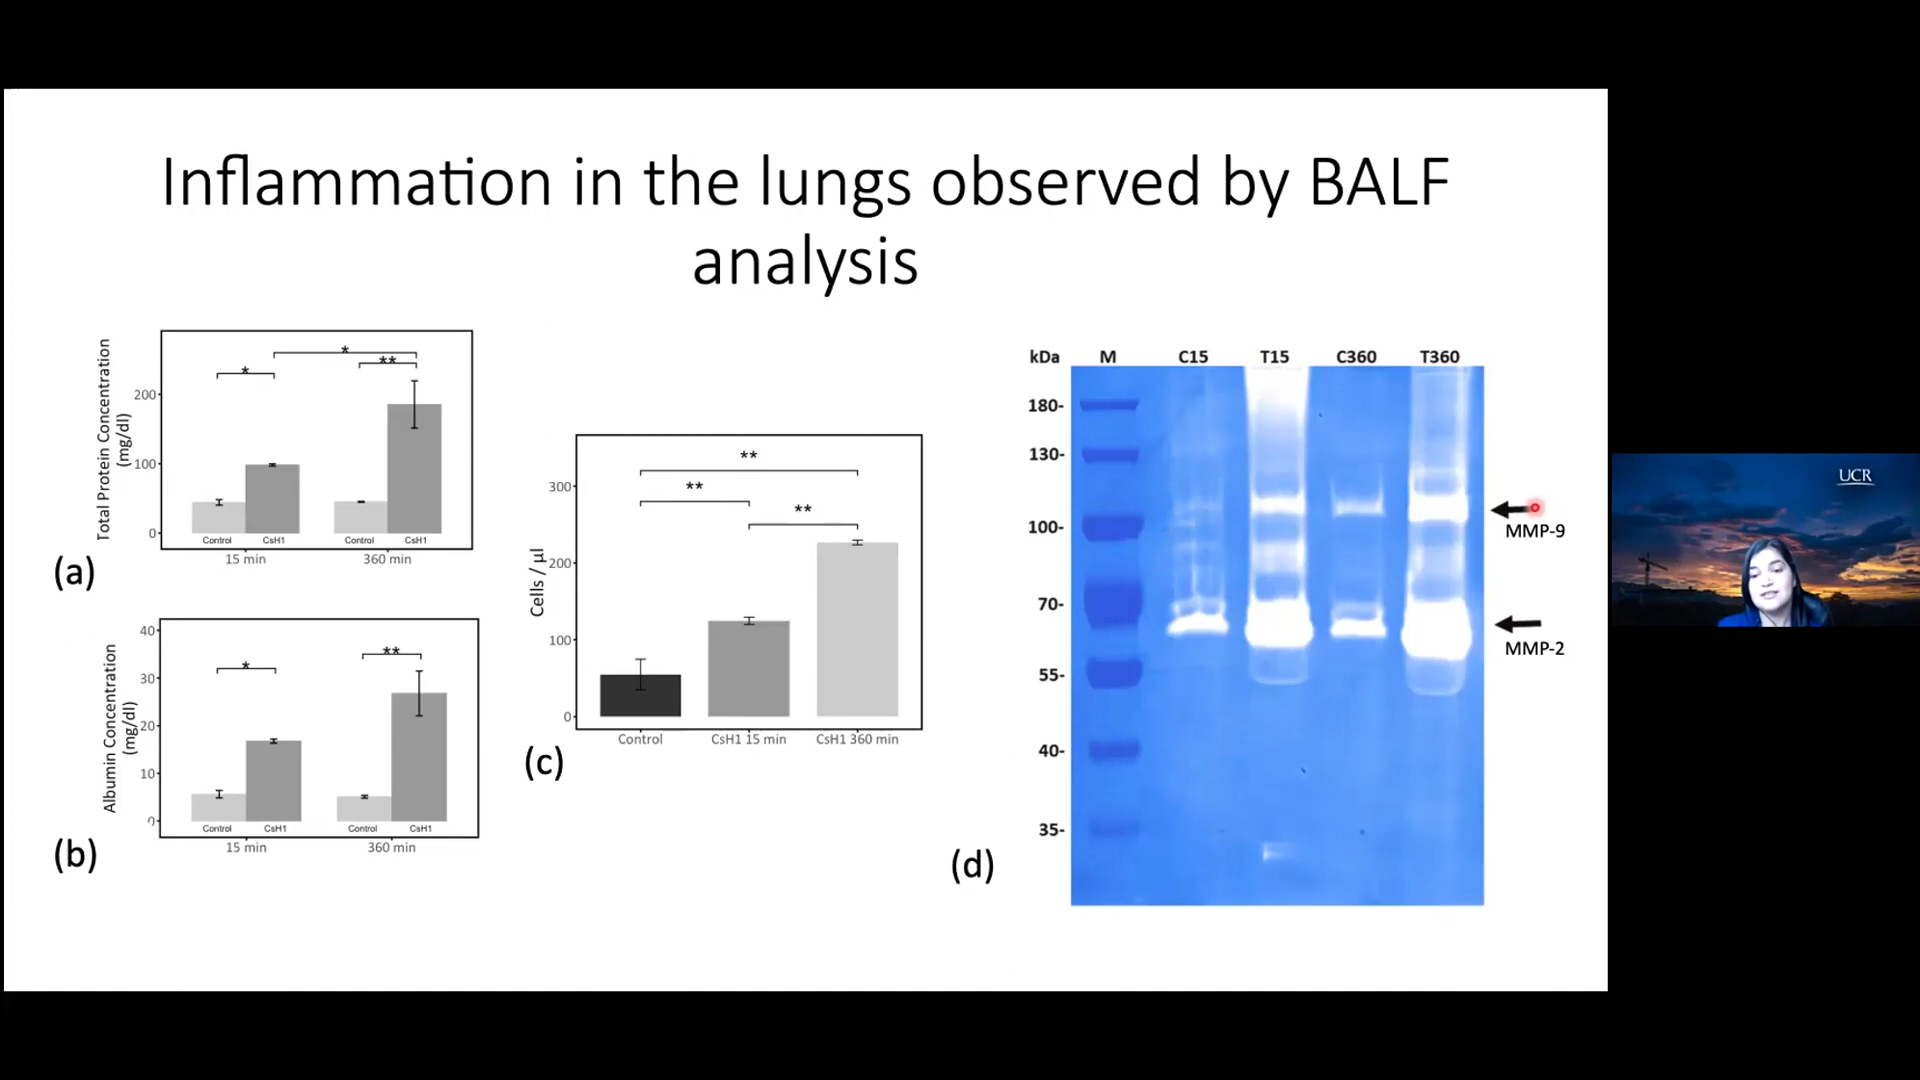 Inflammation in the lungs observed by BALF
analysis
Total Protein Concentration
(mg/dl)
200
100
0
*
*
**
Control
CsH1
Control
CsH1
15 min
360 min
(a)
Albumin Concentration
(mg/dl)
40
30
20
10
0
*
**
Control
CsH1
Control
CsH1
15 min
360 min
(b)
Cells / µl
300
200
100
0
**
**
**
Control
CsH1 15 min
CsH1 360 min
(c)
kDa
M
C15
T15
C360
T360
180-
130-
100-
70-
55-
40-
35-
MMP-9
MMP-2
(d)
UCR